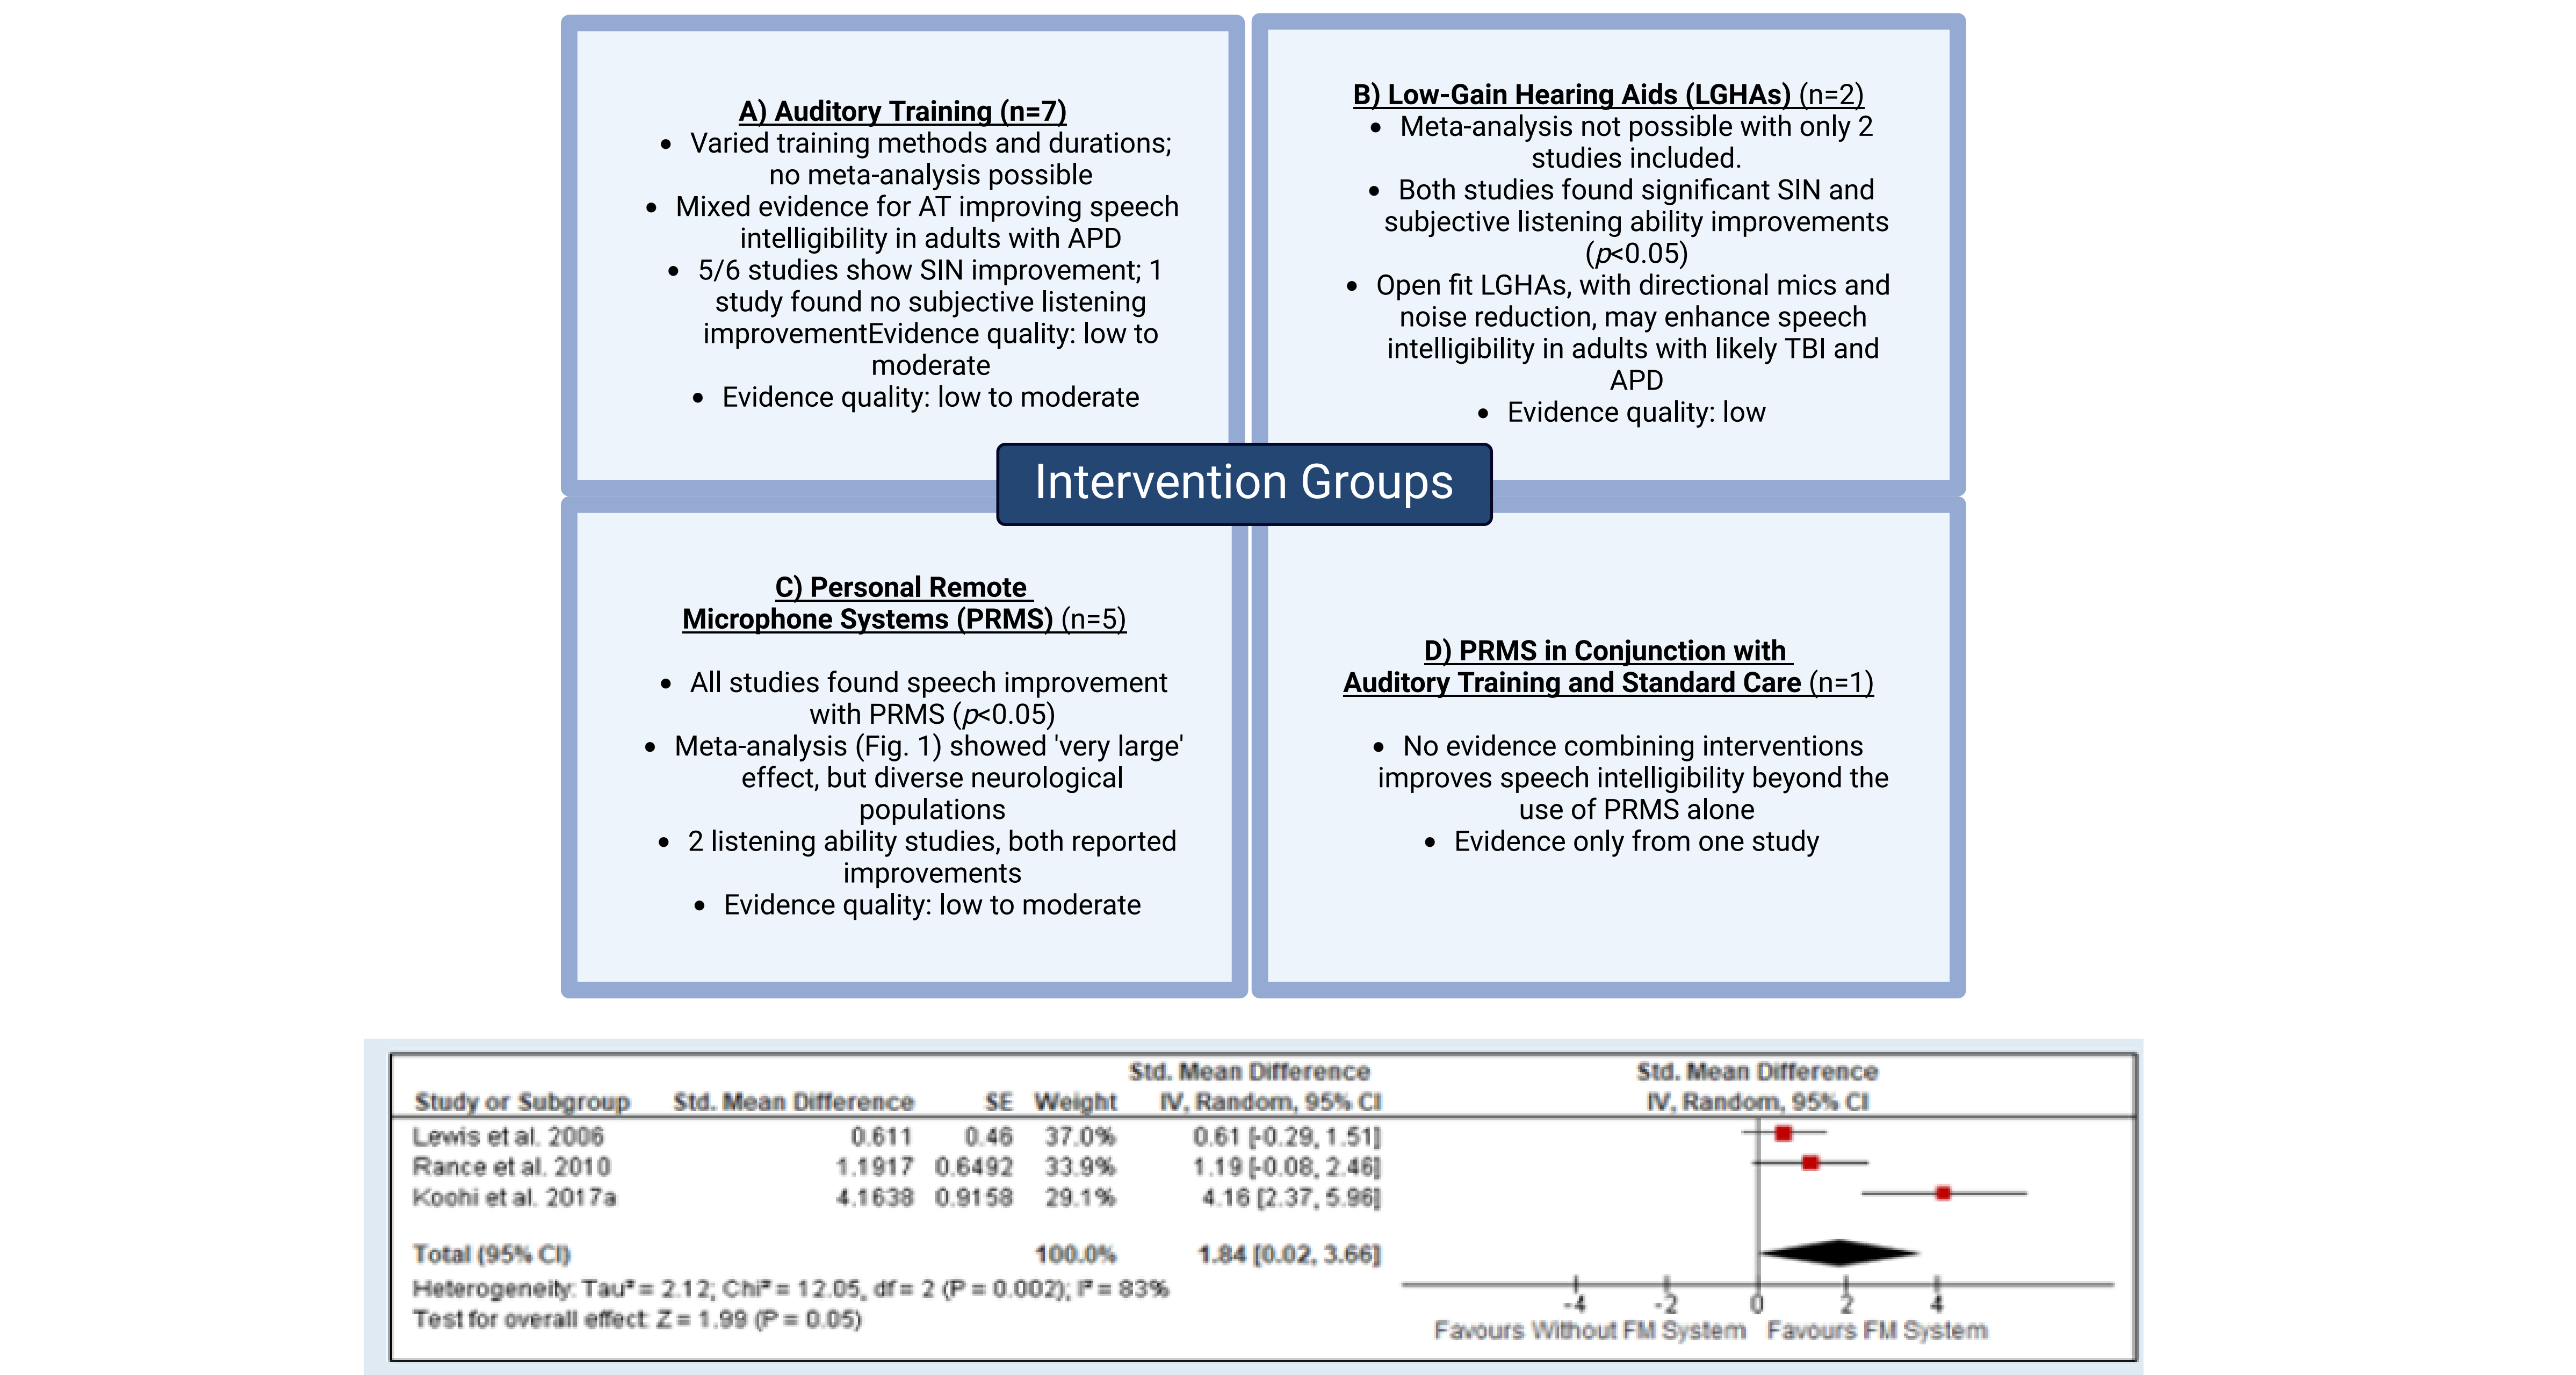 A) Auditory Training (n=7)
• Varied training methods and durations;
no meta-analysis possible
• Mixed evidence for AT improving speech
intelligibility in adults with APD
• 5/6 studies show SIN improvement; 1
study found no subjective listening
improvementEvidence quality: low to
moderate
• Evidence quality: low to moderate
B) Low-Gain Hearing Aids (LGHAs) (n=2)
• Meta-analysis not possible with only 2
studies included.
• Both studies found significant SIN and
subjective listening ability improvements
(p<0.05)
• Open fit LGHAs, with directional mics and
noise reduction, may enhance speech
intelligibility in adults with likely TBI and
APD
• Evidence quality: low
Intervention Groups
C) Personal Remote
Microphone Systems (PRMS) (n=5)
• All studies found speech improvement
with PRMS (p<0.05)
• Meta-analysis (Fig. 1) showed 'very large'
effect, but diverse neurological
populations
• 2 listening ability studies, both reported
improvements
• Evidence quality: low to moderate
D) PRMS in Conjunction with
Auditory Training and Standard Care (n=1)
• No evidence combining interventions
improves speech intelligibility beyond the
use of PRMS alone
• Evidence only from one study
Std. Mean Difference Std. Mean Difference
Study or Subgroup Std. Mean Difference SE Weight IV, Random, 95% CI IV, Random, 95% CI
Lewis et al. 2006 0.611 0.46 37.0% 0.61 [-0.29, 1.51]
Rance et al. 2010 1.1917 0.6492 33.9% 1.19 [-0.08, 2.46]
Koohi et al. 2017a 4.1638 0.9158 29.1% 4.16 [2.37, 5.96]
Total (95% CI) 100.0% 1.84 [0.02, 3.66]
Heterogeneity: Tau² = 2.12; Chi² = 12.05, df = 2 (P = 0.002); I² = 83%
Test for overall effect: Z = 1.99 (P = 0.05)
-4 -2 0 2 4
Favours Without FM System Favours FM System